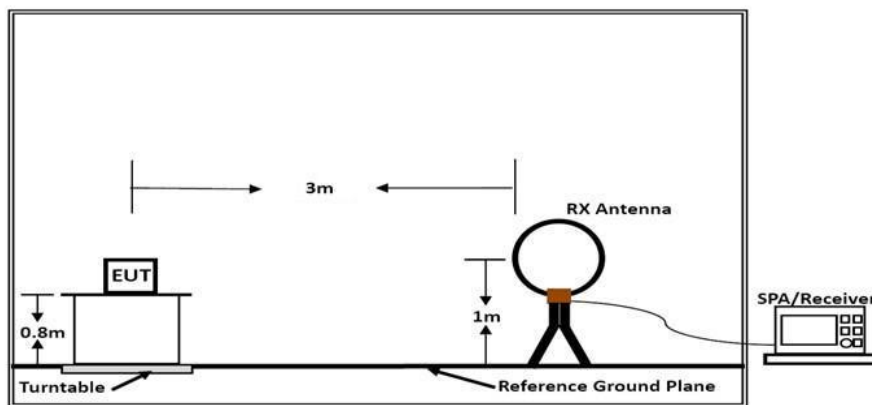 3m
RX Antenna
EUT
SPA/Receiver
0.8m
1m
Turntable
Reference Ground Plane